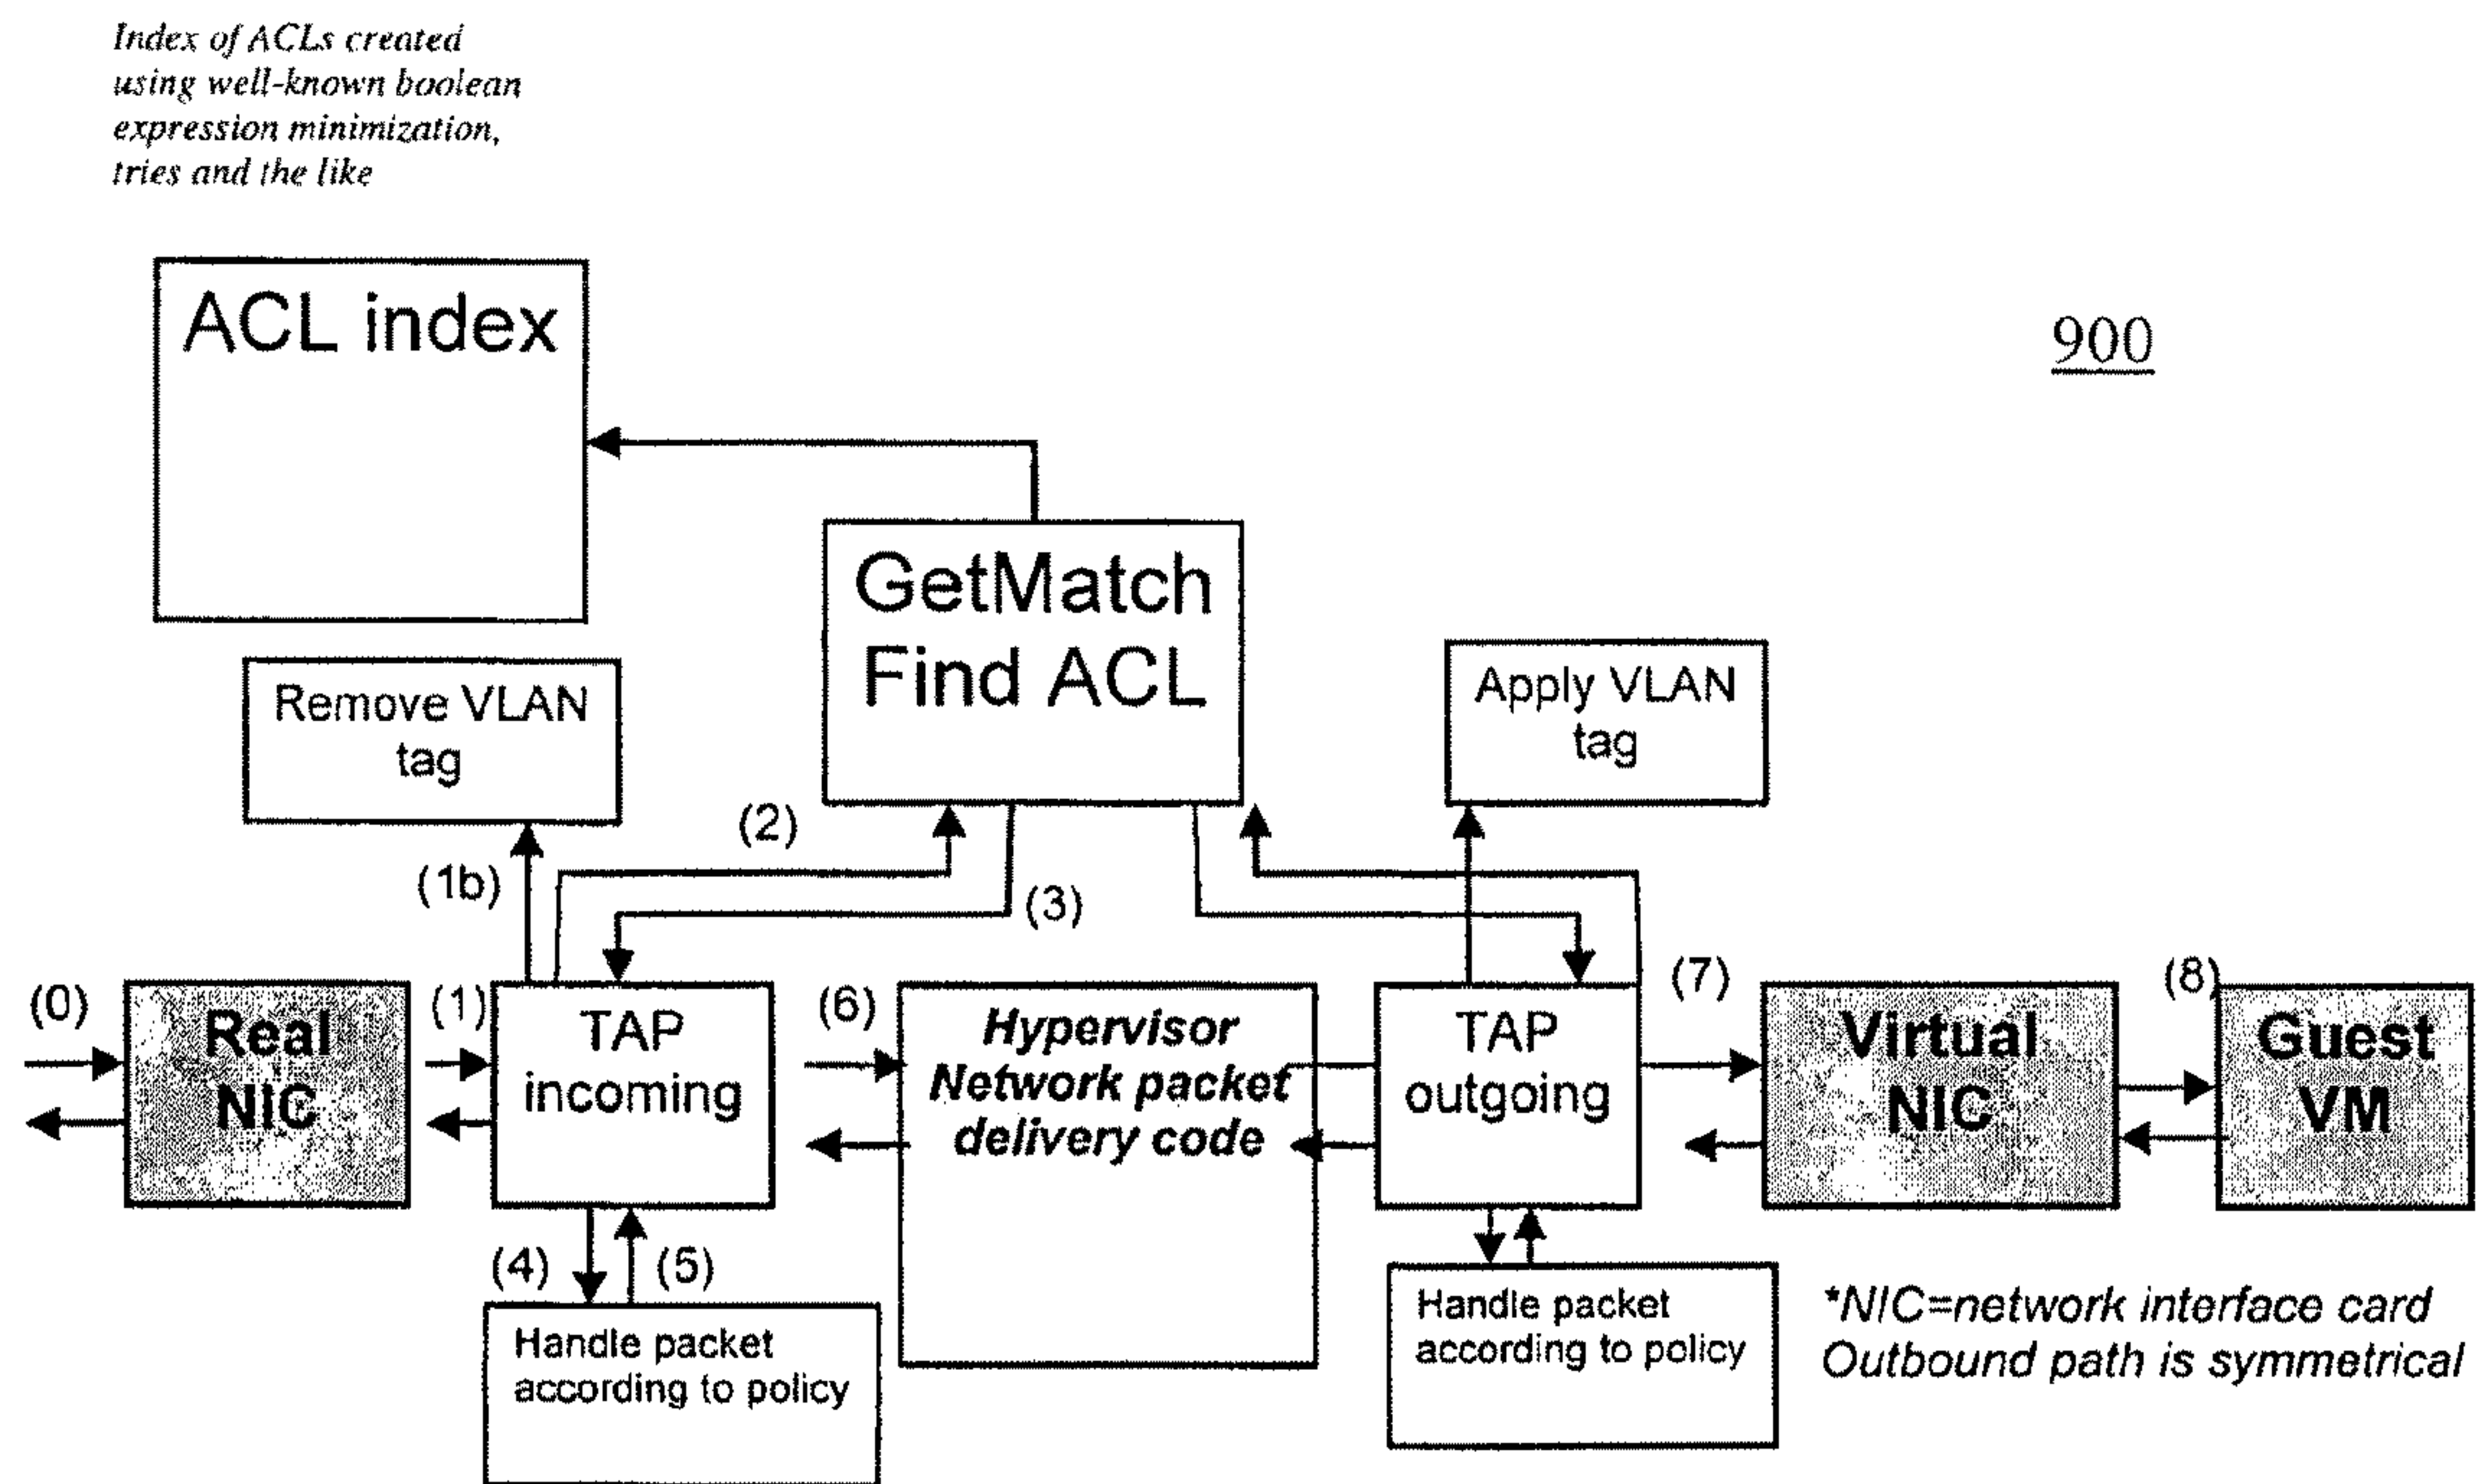 Index of ACLs created
using well-known boolean
expression minimization,
tries and the like
ACL index
900
GetMatch
Find ACL
Remove VLAN
tag
Apply VLAN
tag
(2)
(1b)
(3)
(0)
Real
NIC
(1)
TAP
incoming
(6)
Hypervisor
Network packet
delivery code
TAP
outgoing
(7)
Virtual
NIC
(8)
Guest
VM
(4)
(5)
Handle packet
according to policy
Handle packet
according to policy
*NIC=network interface card
Outbound path is symmetrical